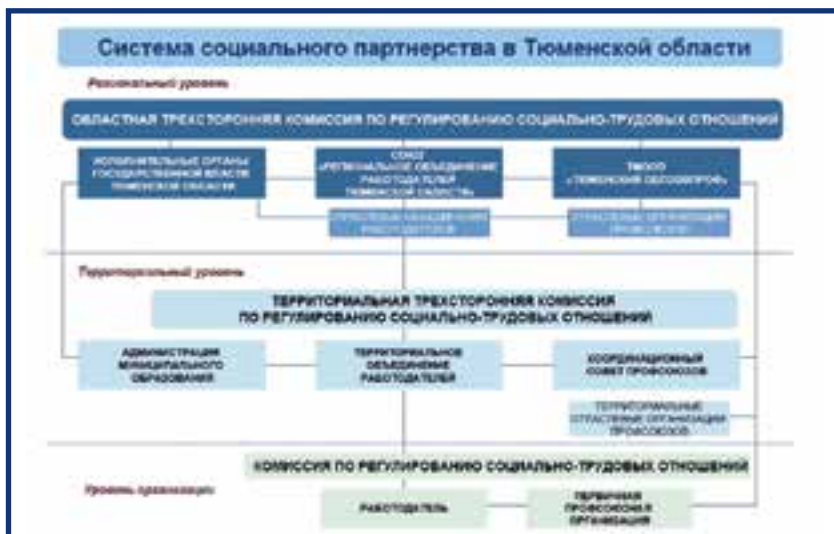 Система социального партнерства в Тюменской области
Региональный уровень
ОБЛАСТНАЯ ТРЕХСТОРОННЯЯ КОМИССИЯ ПО РЕГУЛИРОВАНИЮ СОЦИАЛЬНО-ТРУДОВЫХ ОТНОШЕНИЙ
ИСПОЛНИТЕЛЬНЫЕ ОРГАНЫ
ГОСУДАРСТВЕННОЙ ВЛАСТИ
ТЮМЕНСКОЙ ОБЛАСТИ
СОЮЗ
«РЕГИОНАЛЬНОЕ ОБЪЕДИНЕНИЕ
РАБОТОДАТЕЛЕЙ
ТЮМЕНСКОЙ ОБЛАСТИ»
«ТЮМЕНСКИЙ ОБЛСОВПРОФ»
ОТРАСЛЕВЫЕ ОБЪЕДИНЕНИЯ
РАБОТОДАТЕЛЕЙ
ОТРАСЛЕВЫЕ ОРГАНИЗАЦИИ
ПРОФСОЮЗОВ
Территориальный уровень
ТЕРРИТОРИАЛЬНАЯ ТРЕХСТОРОННЯЯ КОМИССИЯ
ПО РЕГУЛИРОВАНИЮ СОЦИАЛЬНО-ТРУДОВЫХ ОТНОШЕНИЙ
АДМИНИСТРАЦИЯ
МУНИЦИПАЛЬНОГО
ОБРАЗОВАНИЯ
ТЕРРИТОРИАЛЬНОЕ
ОБЪЕДИНЕНИЕ
РАБОТОДАТЕЛЕЙ
КООРДИНАЦИОННЫЙ
СОВЕТ ПРОФСОЮЗОВ
ТЕРРИТОРИАЛЬНЫЕ
ОТРАСЛЕВЫЕ ОРГАНИЗАЦИИ
ПРОФСОЮЗОВ
КОМИССИЯ ПО РЕГУЛИРОВАНИЮ СОЦИАЛЬНО-ТРУДОВЫХ ОТНОШЕНИЙ
Уровень организации
РАБОТОДАТЕЛЬ
ПЕРВИЧНАЯ
ПРОФСОЮЗНАЯ
ОРГАНИЗАЦИЯ